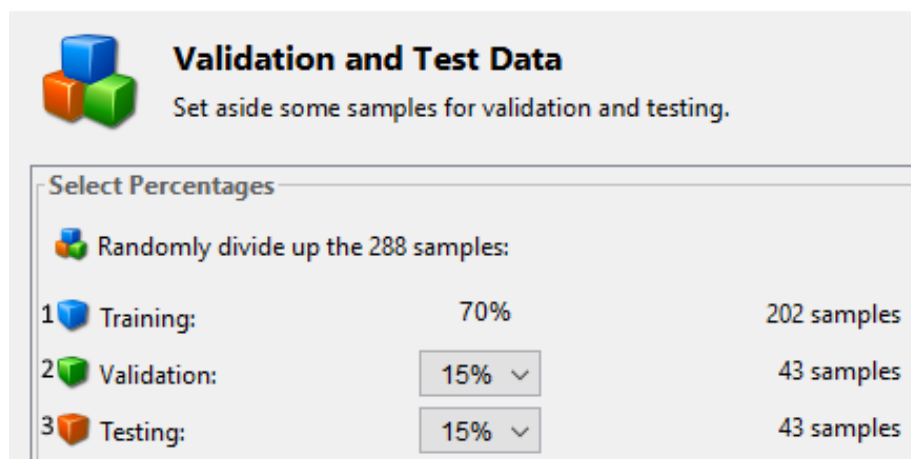 Validation and Test Data
Set aside some samples for validation and testing.
Select Percentages
Randomly divide up the 288 samples:
1 Training: 70% 202 samples
2 Validation: 15% 43 samples
3 Testing: 15% 43 samples